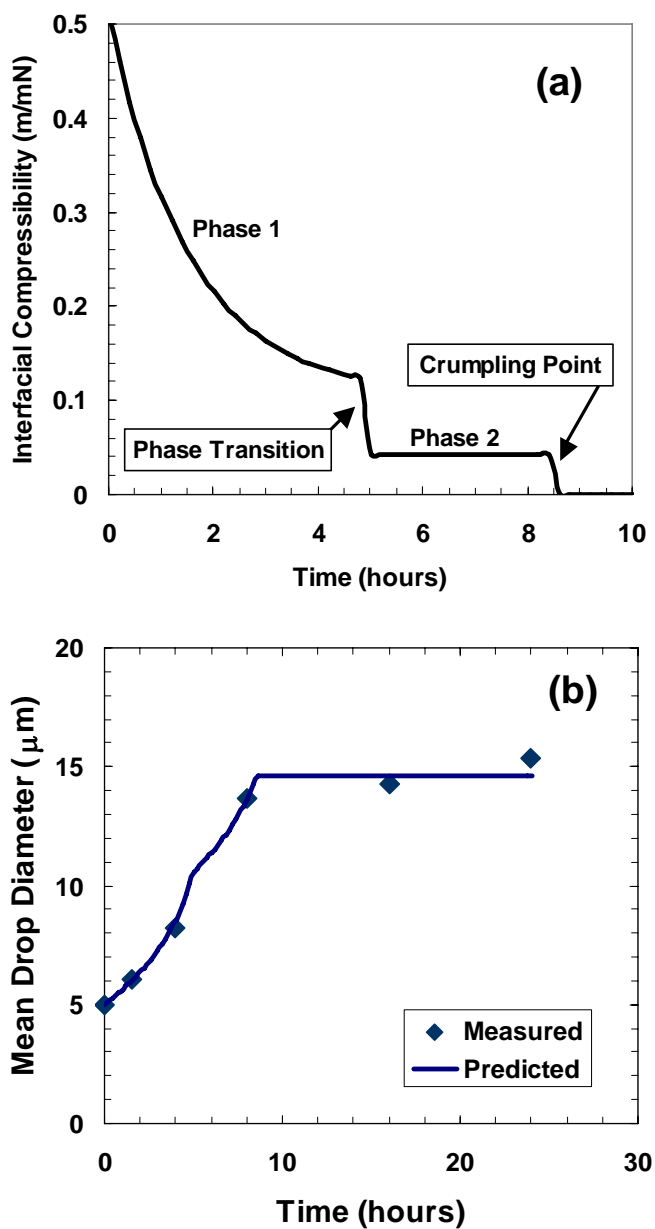 0.5
0.4
0.3
0.2
0.1
0
Interfacial Compressibility (m/mN)
(a)
Phase 1
Crumpling Point
Phase Transition
Phase 2
0 2 4 6 8 10
Time (hours)
20
15
10
5
0
Mean Drop Diameter (μm)
(b)
Measured
Predicted
0 10 20 30
Time (hours)